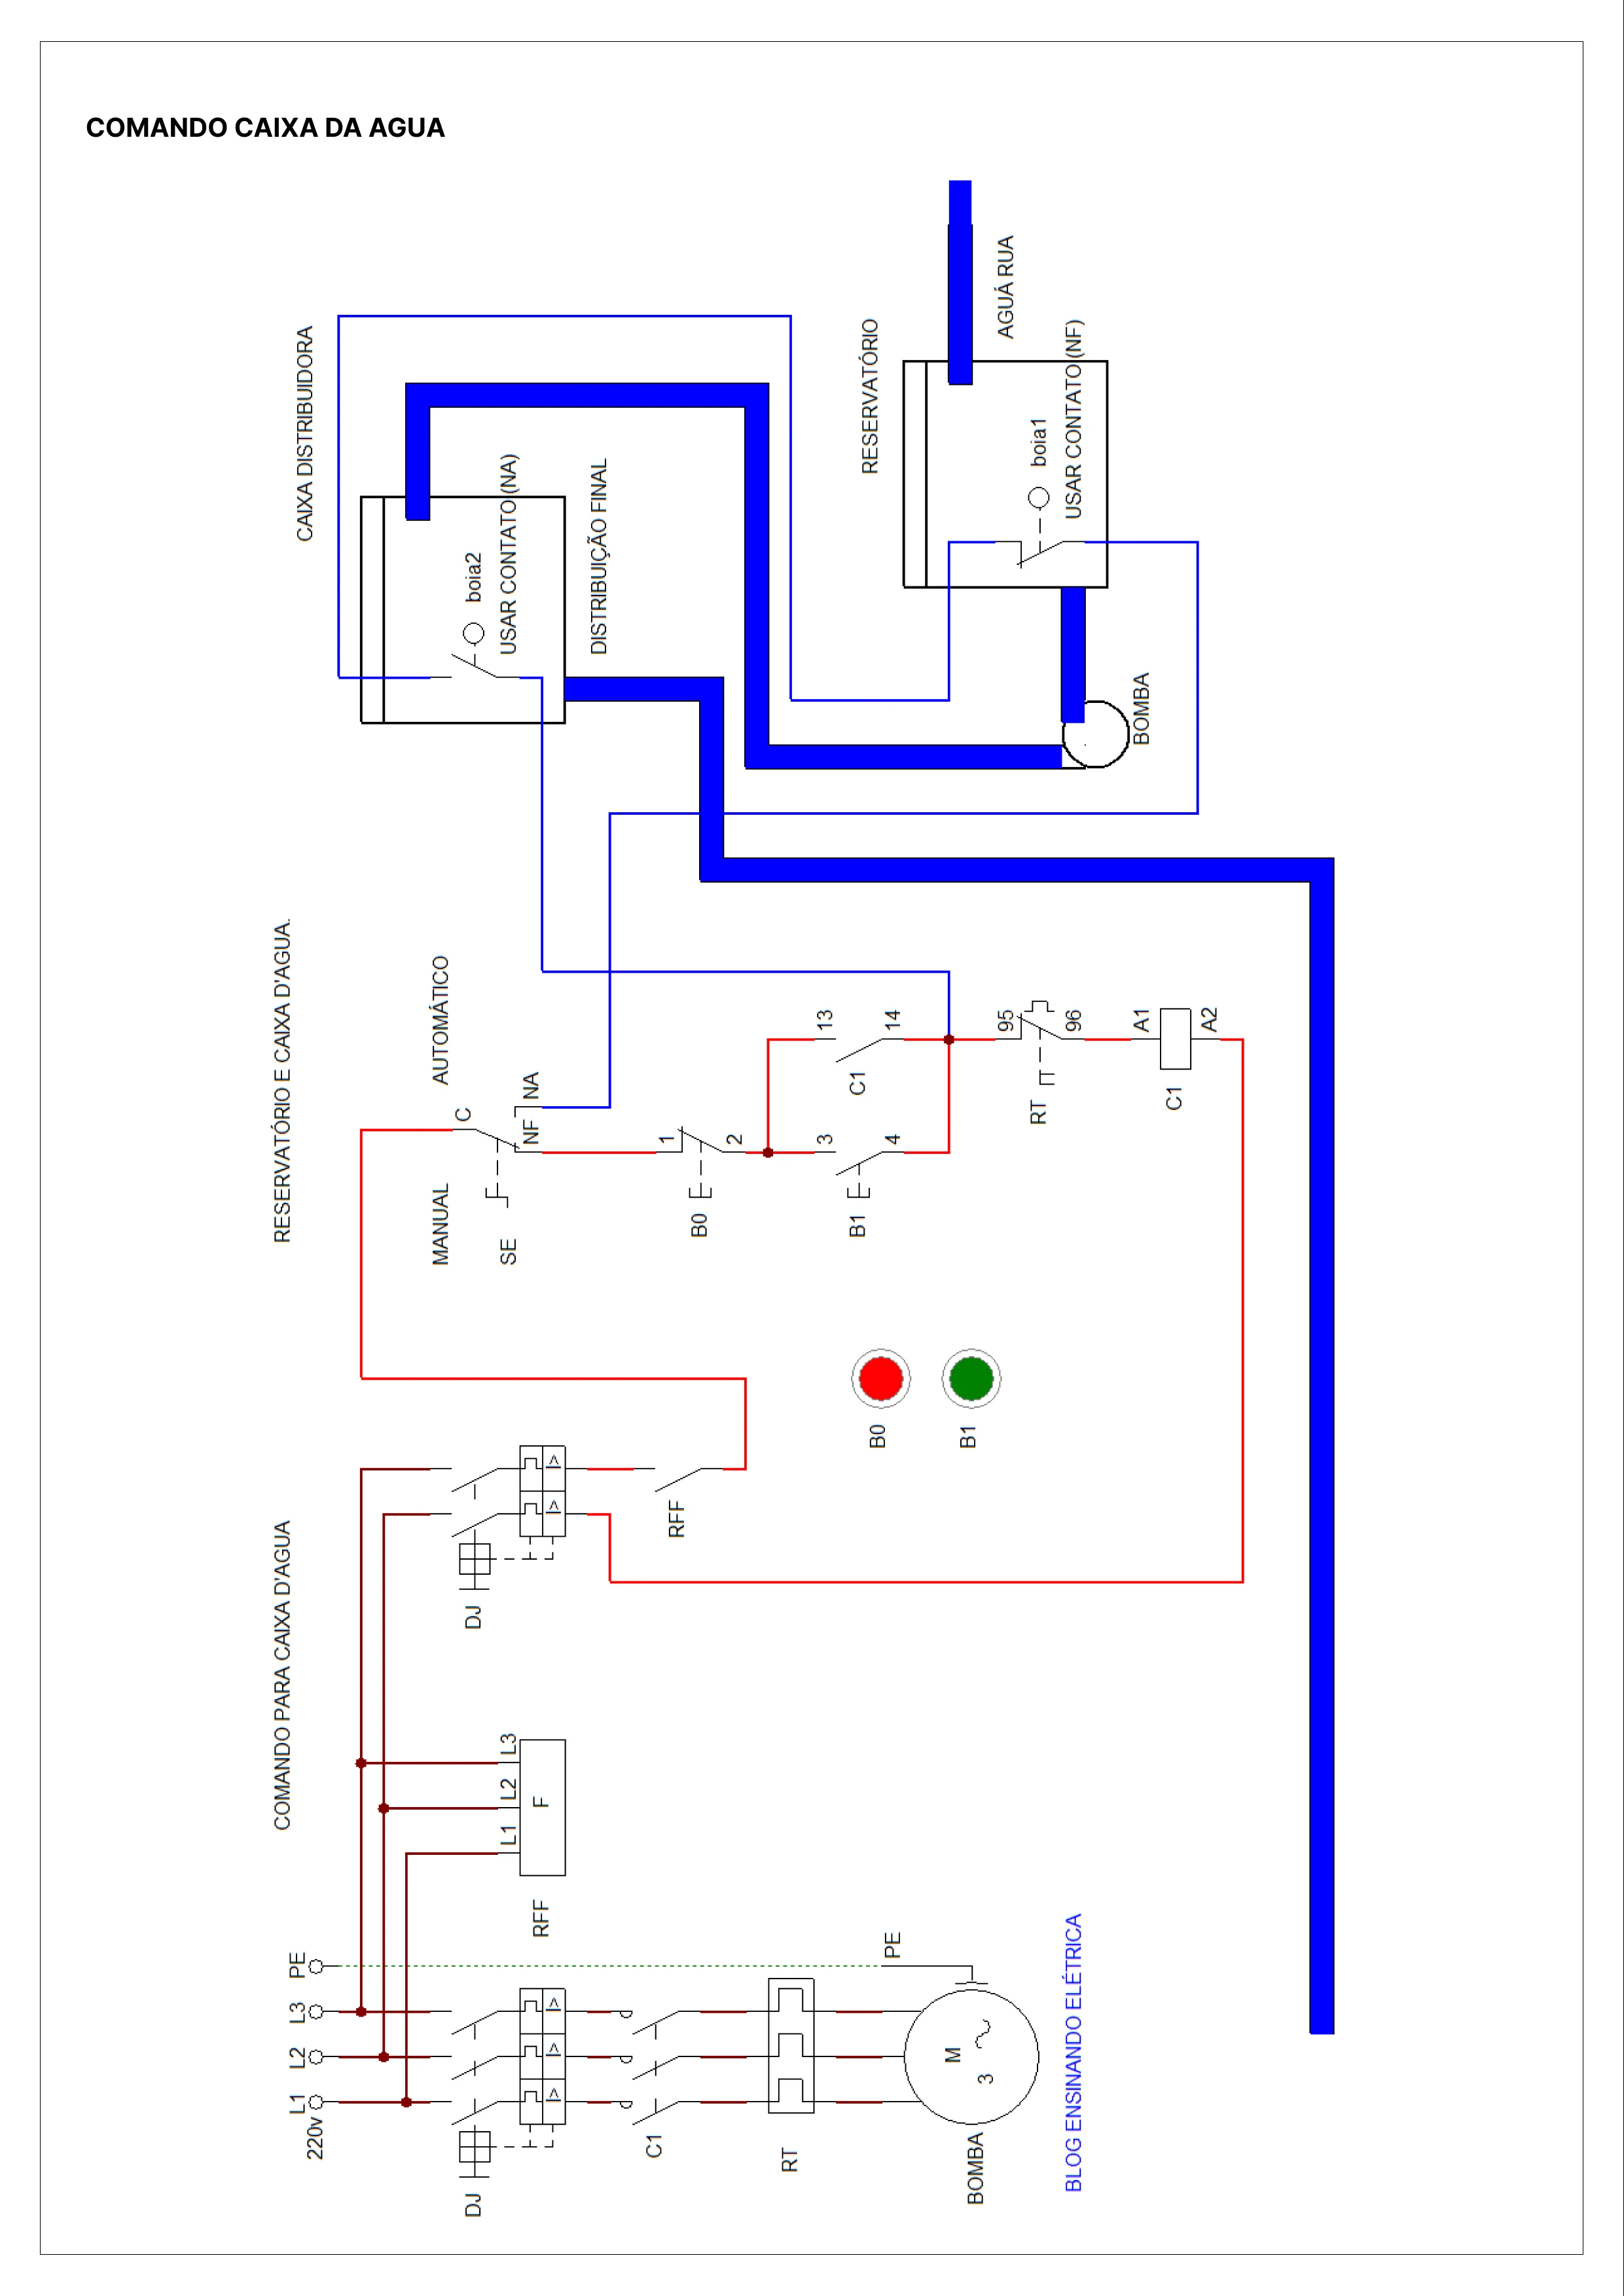 COMANDO CAIXA DA AGUA
COMANDO PARA CAIXA D'AGUA
RESERVATÓRIO E CAIXA D'AGUA.
CAIXA DISTRIBUIDORA
220v
L1
L2
L3
PE
DJ
I>
I>
I>
C1
RT
PE
M
3
BOMBA
BLOG ENSINANDO ELÉTRICA
RFF
L1
L2
L3
F
DJ
I>
I>
RFF
B0
B1
MANUAL
AUTOMÁTICO
SE
C
NF
NA
B0
1
2
B1
3
4
C1
13
14
RT
95
96
C1
A1
A2
boia2
USAR CONTATO(NA)
DISTRIBUIÇÃO FINAL
RESERVATÓRIO
AGUÁ RUA
boia1
USAR CONTATO(NF)
BOMBA